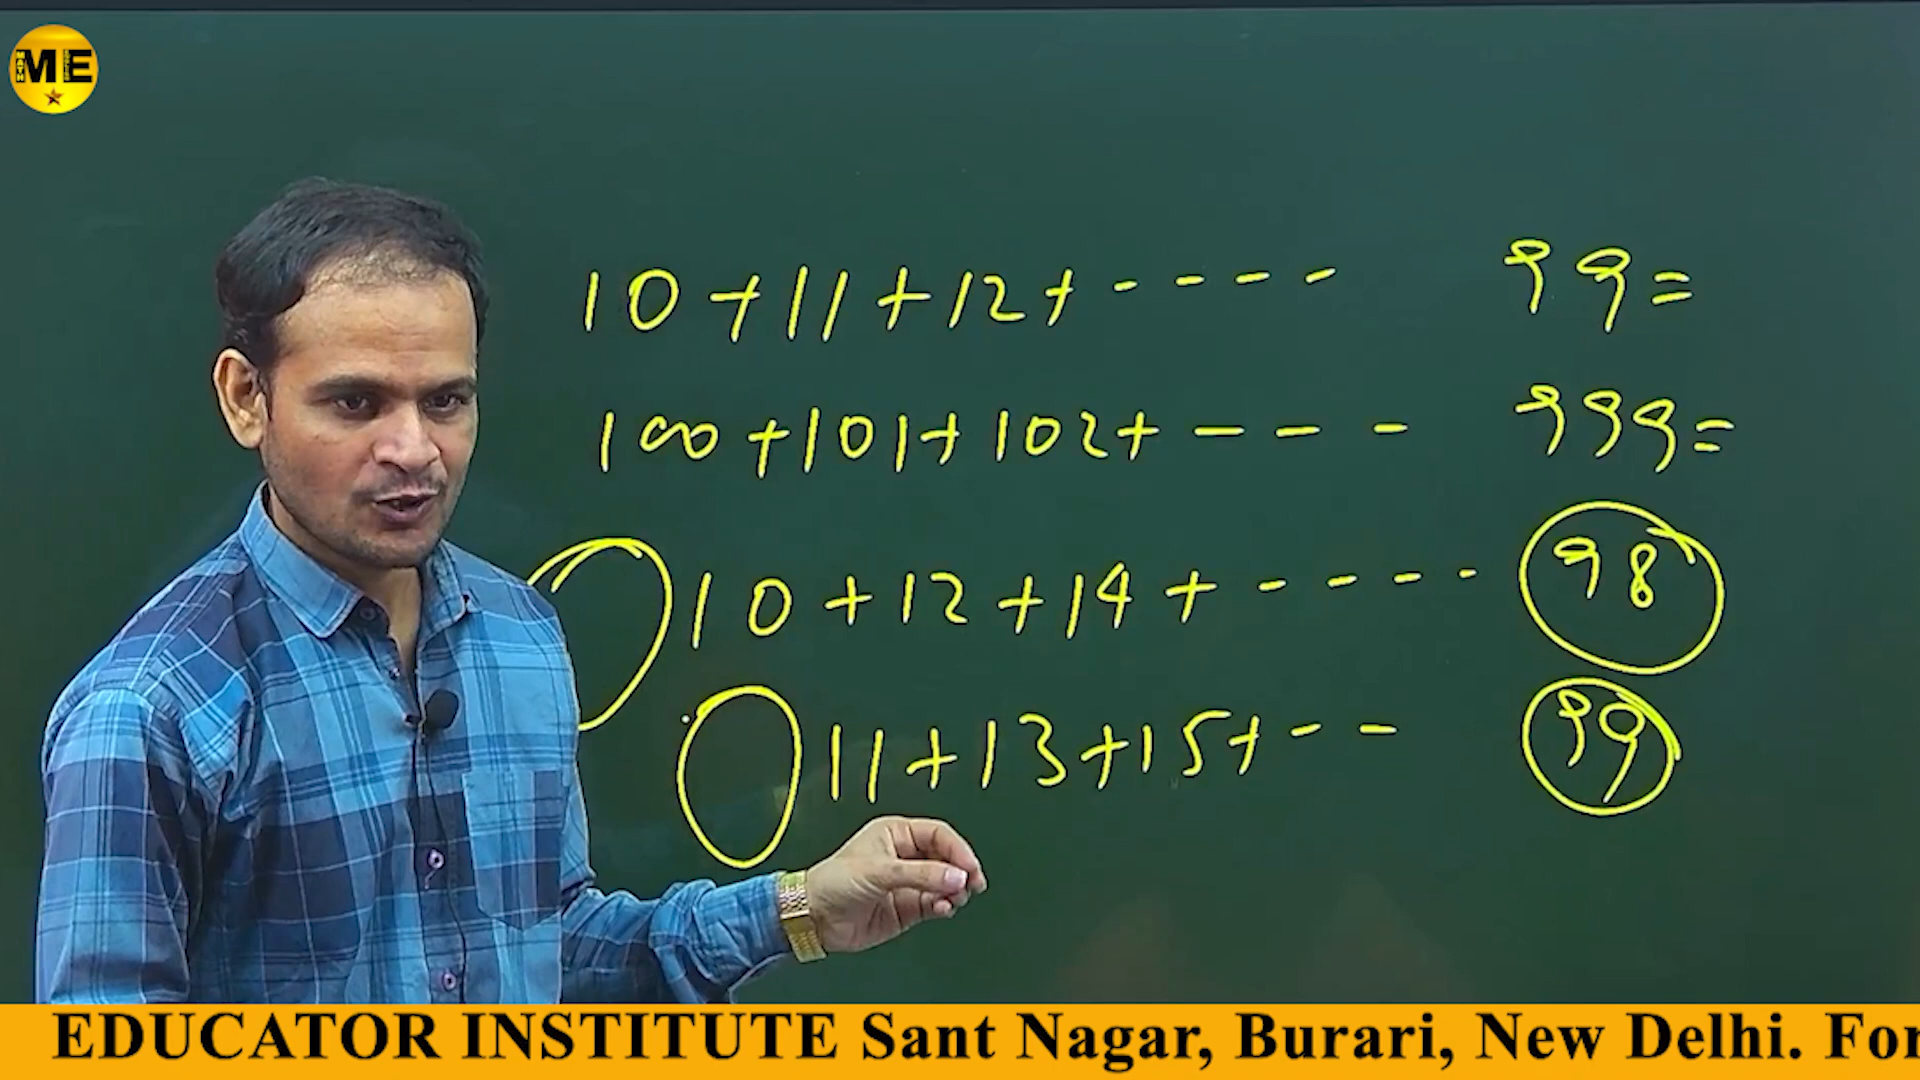 ME
10+11+12+---- 99=
100+101+102+--- 999=
10+12+14+---- 98
11+13+15+-- 99
EDUCATOR INSTITUTE Sant Nagar, Burari, New Delhi. For